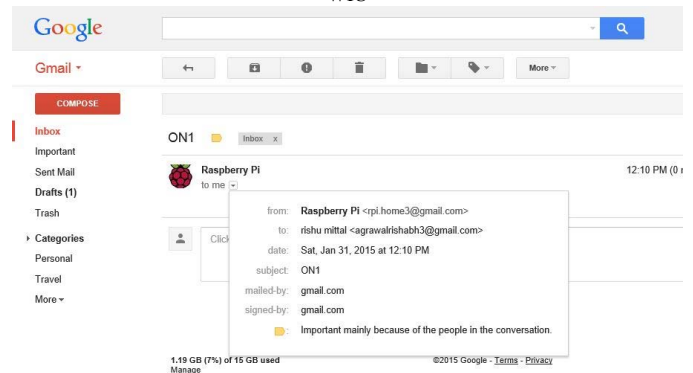 Google
Gmail
More
COMPOSE
Inbox
Important
Sent Mail
Drafts (1)
Trash
Categories
Personal
Travel
More
ON1
Inbox x
Raspberry Pi
12:10 PM (0
to me
from: Raspberry Pi <rpi.home3@gmail.com>
to: rishu mittal <agrawalrishabh3@gmail.com>
date: Sat, Jan 31, 2015 at 12:10 PM
subject: ON1
mailed-by: gmail.com
signed-by: gmail.com
: Important mainly because of the people in the conversation.
Click
1.19 GB (7%) of 15 GB used
Manage
©2015 Google - Terms - Privacy